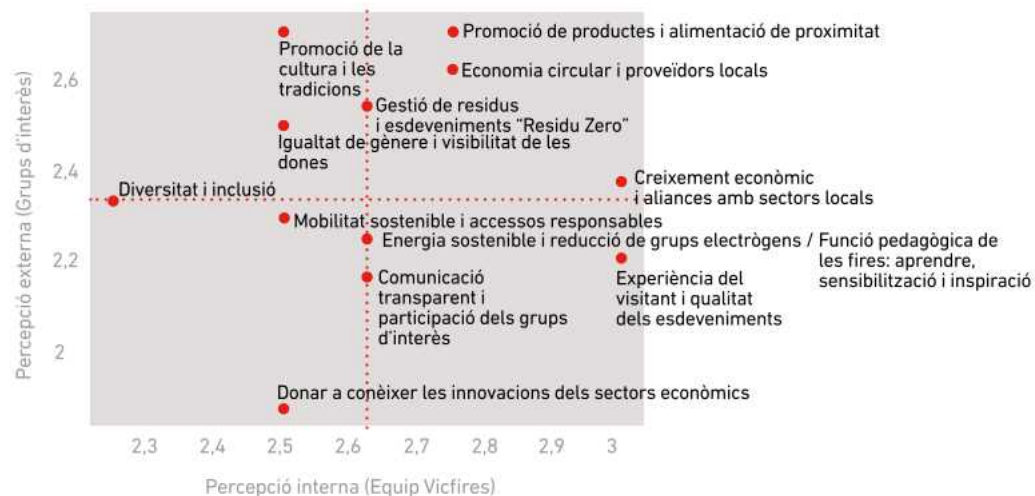 Percepció externa (Grups d'interès)
2,6
2,4
2,2
2
Promoció de la
cultura i les
tradicions
Promoció de productes i alimentació de proximitat
Economia circular i proveïdors locals
Gestió de residus
i esdeveniments “Residu Zero”
Igualtat de gènere i visibilitat de les
dones
Creixement econòmic
i aliances amb sectors locals
Diversitat i inclusió
Mobilitat sostenible i accessos responsables
Energia sostenible i reducció de grups electrògens /
Funció pedagògica de
les fires: aprendre,
sensibilització i inspiració
Comunicació
transparent i
participació dels grups
d'interès
Experiència del
visitant i qualitat
dels esdeveniments
Donar a conèixer les innovacions dels sectors econòmics
2,3
2,4
2,5
2,6
2,7
2,8
2,9
3
Percepció interna (Equip Vicfires)